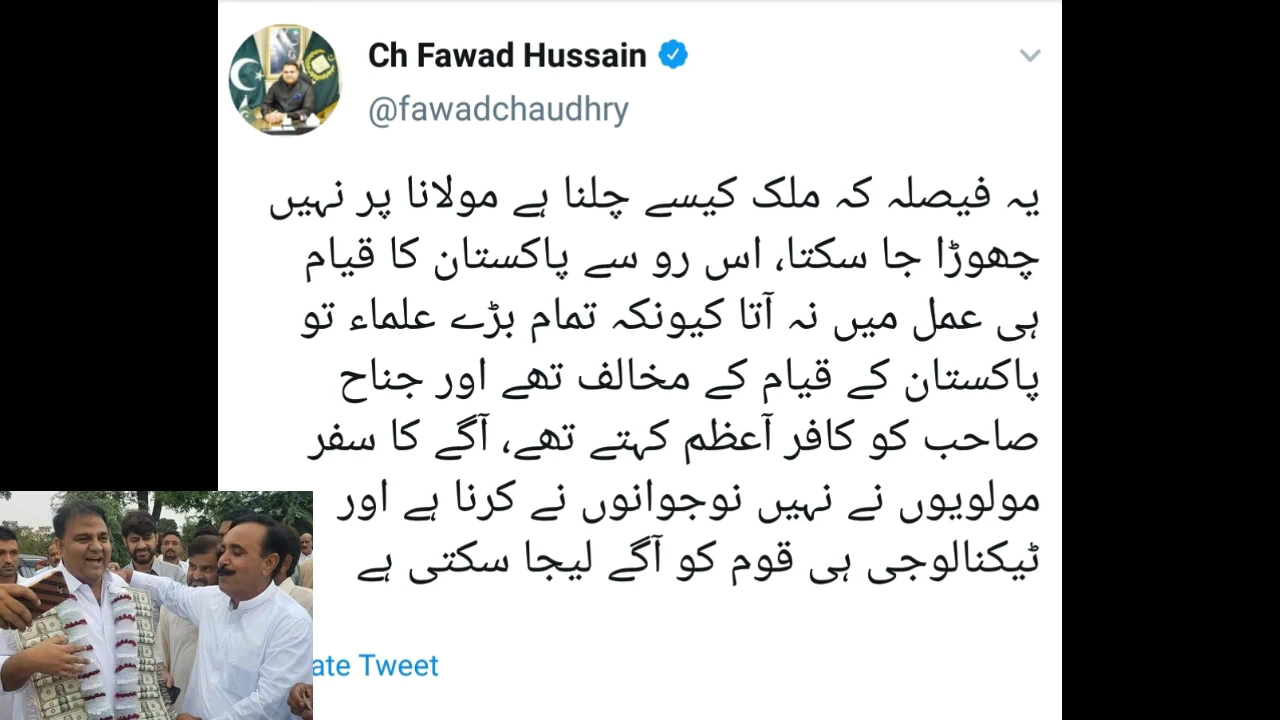 Ch Fawad Hussain
@fawadchaudhry
یہ فیصلہ کہ ملک کیسے چلنا ہے مولانا پر نہیں
چھوڑا جا سکتا، اس رو سے پاکستان کا قیام
ہی عمل میں نہ آتا کیونکہ تمام بڑے علماء تو
پاکستان کے قیام کے مخالف تھے اور جناح
صاحب کو کافر آعظم کہتے تھے، آگے کا سفر
مولویوں نے نہیں نوجوانوں نے کرنا ہے اور
ٹیکنالوجی ہی قوم کو آگے لیجا سکتی ہے
ate Tweet